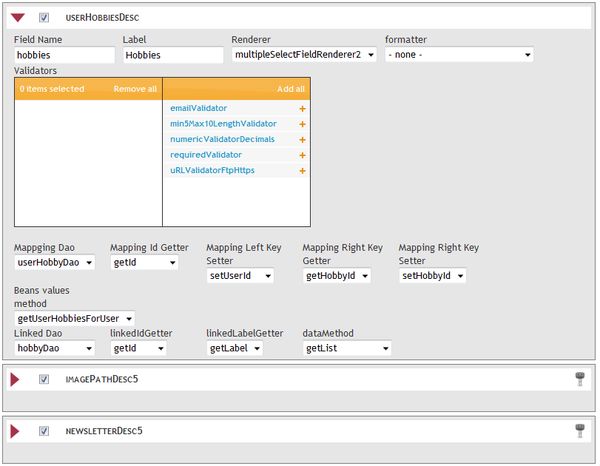 userHobbiesDesc
Field Name Label Renderer formatter
hobbies Hobbies multipleSelectFieldRenderer2 - none -
Validators
0 items selected Remove all Add all
emailValidator
min5Max10LengthValidator
numericValidatorDecimals
requiredValidator
uRLValidatorFtpHttps
Mappging Dao Mapping Id Getter Mapping Left Key Setter Mapping Right Key Getter Mapping Right Key Setter
userHobbyDao getId setUserId getHobbyId setHobbyId
Beans values
method
getUserHobbiesForUser
Linked Dao linkedIdGetter linkedLabelGetter dataMethod
hobbyDao getId getLabel getList
imagePathDesc5
newsletterDesc5